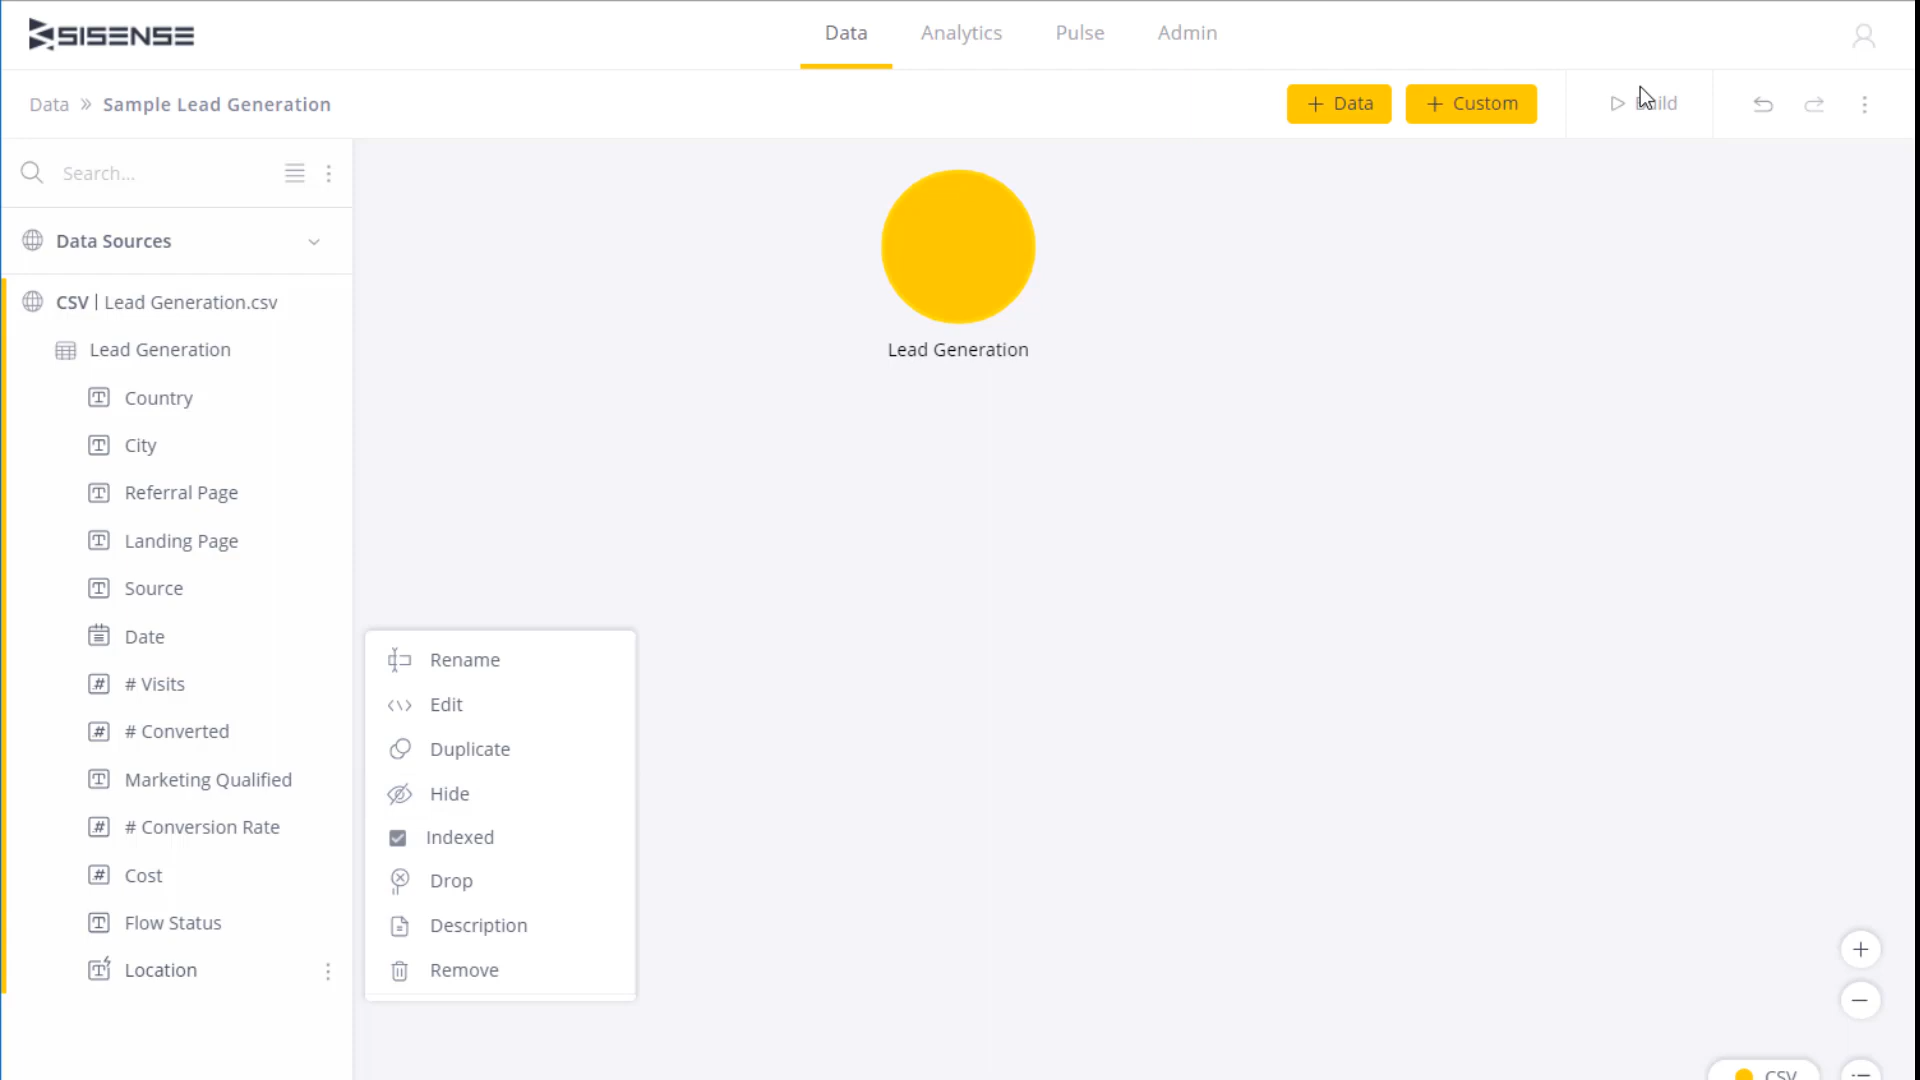 SISENSE
Data
Analytics
Pulse
Admin
Data » Sample Lead Generation
+ Data
+ Custom
Search...
Data Sources
CSV | Lead Generation.csv
Lead Generation
Country
City
Referral Page
Landing Page
Source
Date
# Visits
# Converted
Marketing Qualified
# Conversion Rate
Cost
Flow Status
Location
Lead Generation
Rename
Edit
Duplicate
Hide
Indexed
Drop
Description
Remove
CSV